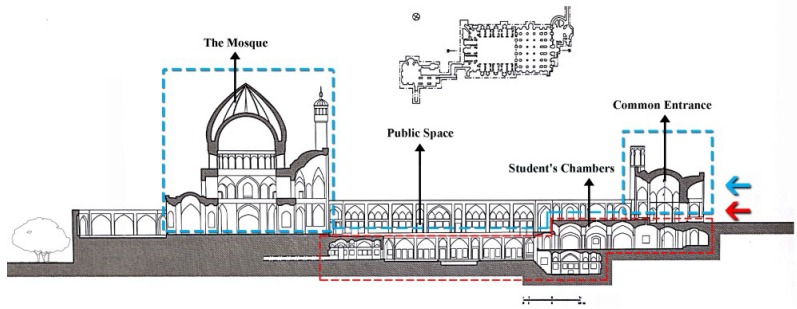 The Mosque
Common Entrance
Public Space
Student's Chambers